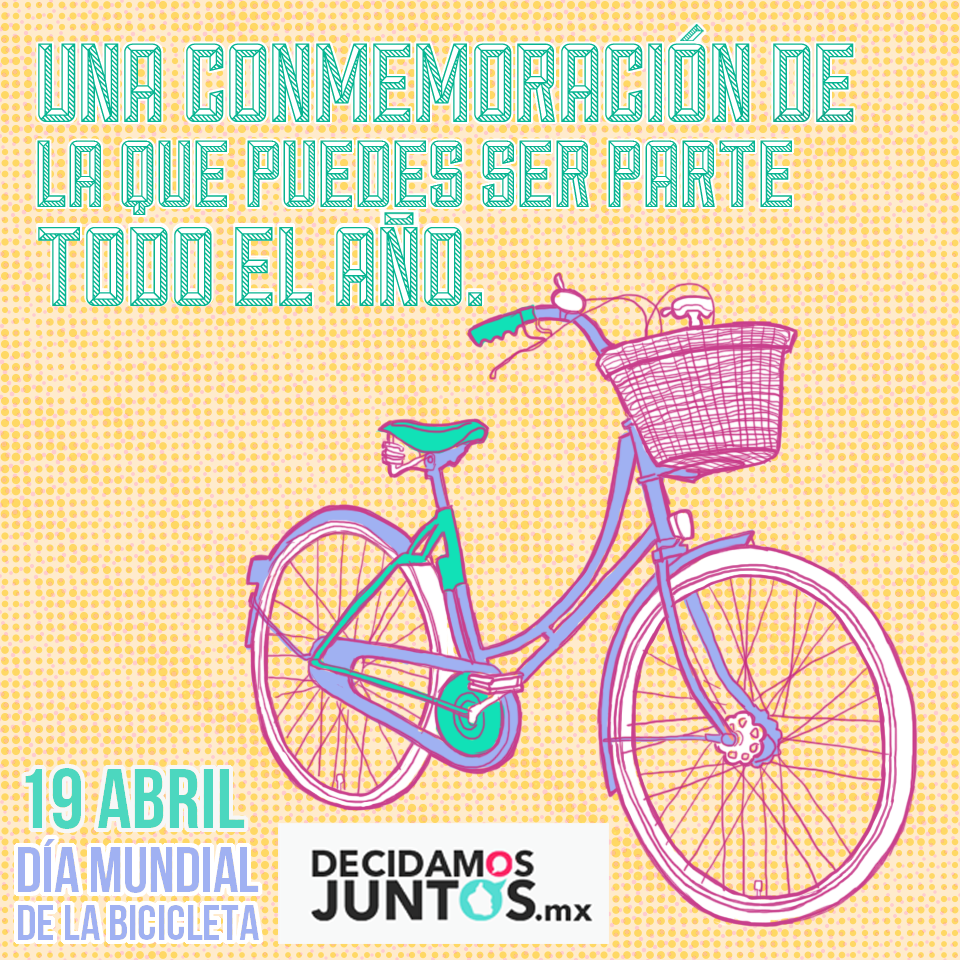 UNA CONMEMORACIÓN DE
LA QUE PUEDES SER PARTE
TODO EL AÑO.
19 ABRIL
DÍA MUNDIAL
DE LA BICICLETA
DECIDAMOS
JUNTOS.mx